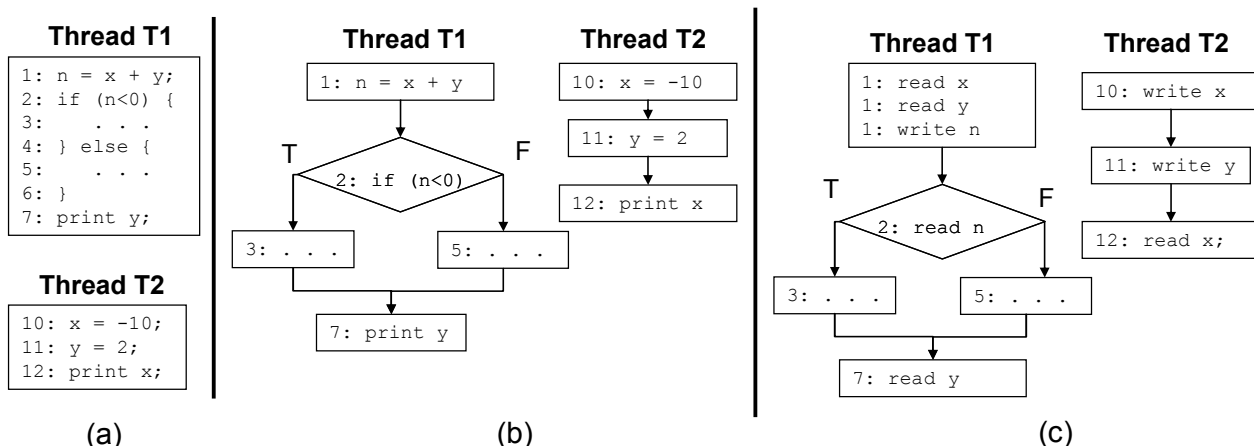 Thread T1
1: n = x + y;
2: if (n<0) {
3:    . . .
4: } else {
5:    . . .
6: }
7: print y;
Thread T2
10: x = -10;
11: y = 2;
12: print x;
(a)
Thread T1
1: n = x + y
T
F
2: if (n<0)
3: . . .
5: . . .
7: print y
Thread T2
10: x = -10
11: y = 2
12: print x
(b)
Thread T1
1: read x
1: read y
1: write n
T
F
2: read n
3: . . .
5: . . .
7: read y
Thread T2
10: write x
11: write y
12: read x;
(c)